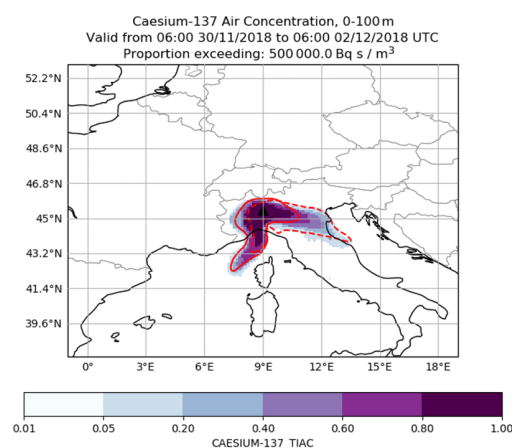 Caesium-137 Air Concentration, 0-100m
Valid from 06:00 30/11/2018 to 06:00 02/12/2018 UTC
Proportion exceeding: 500 000.0 Bq s / m³
52.2°N
50.4°N
48.6°N
46.8°N
45°N
43.2°N
41.4°N
39.6°N
0° 3°E 6°E 9°E 12°E 15°E 18°E
0.01 0.05 0.20 0.40 0.60 0.80 1.00
CAESIUM-137_TIAC